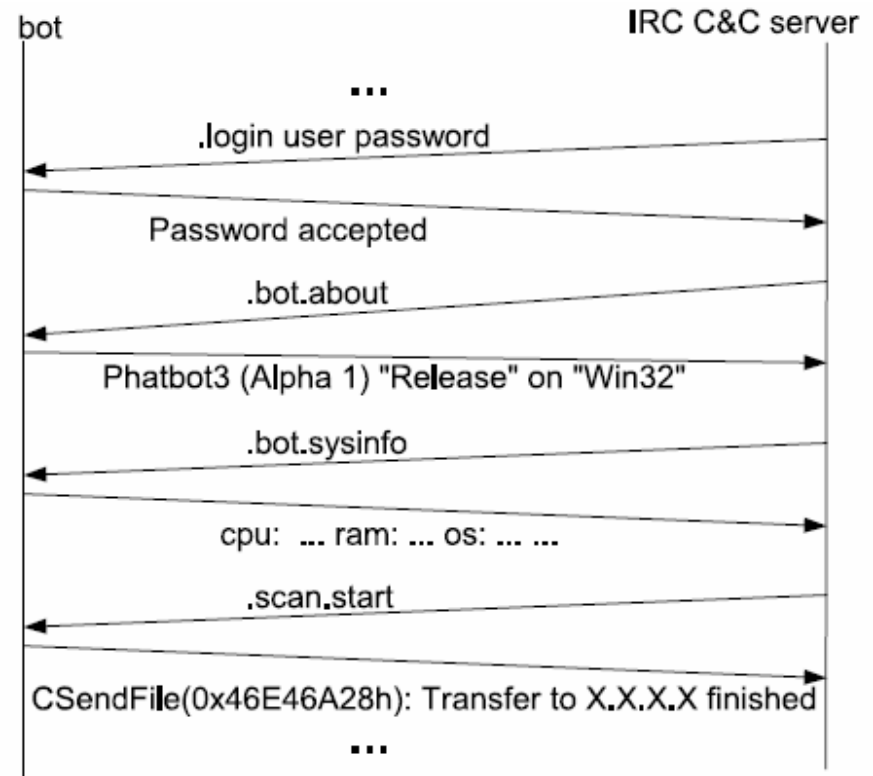 bot
IRC C&C server
...
.login user password
Password accepted
.bot.about
Phatbot3 (Alpha 1) "Release" on "Win32"
.bot.sysinfo
cpu: ... ram: ... os: ... ...
.scan.start
CSendFile(0x46E46A28h): Transfer to X.X.X.X finished
...